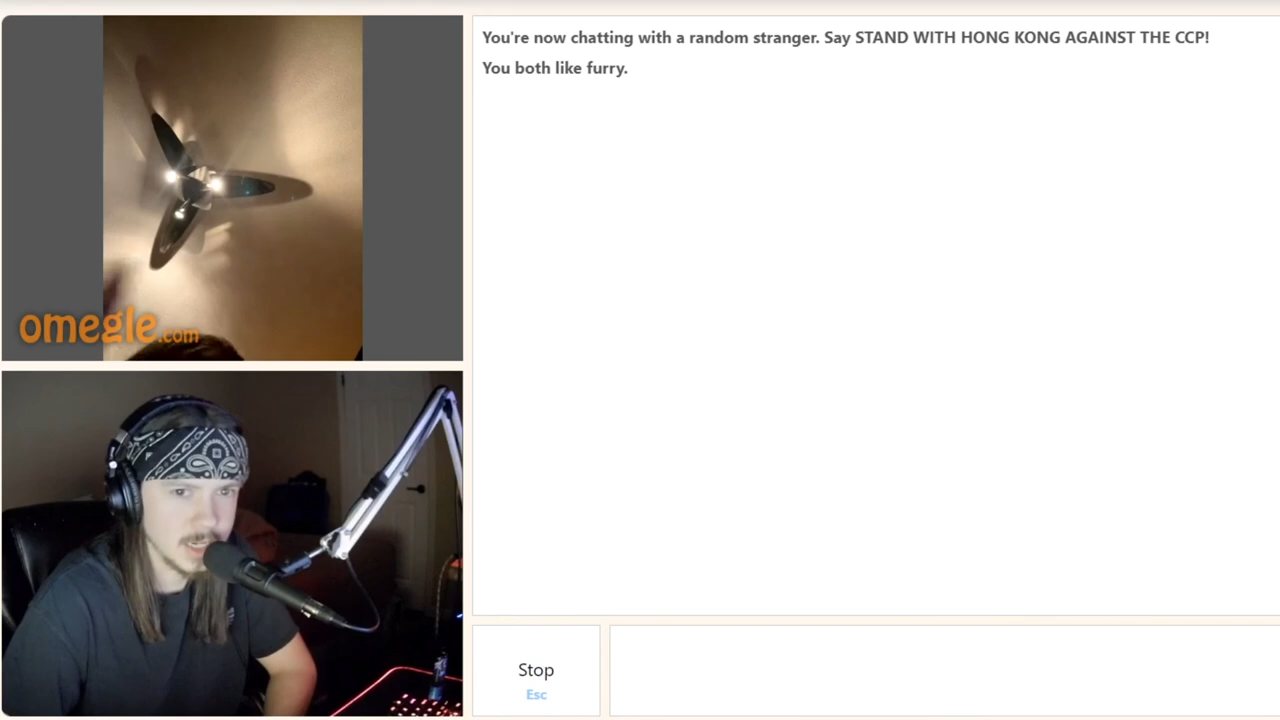 You're now chatting with a random stranger. Say STAND WITH HONG KONG AGAINST THE CCP!
You both like furry.
omegle.com
Stop
Esc